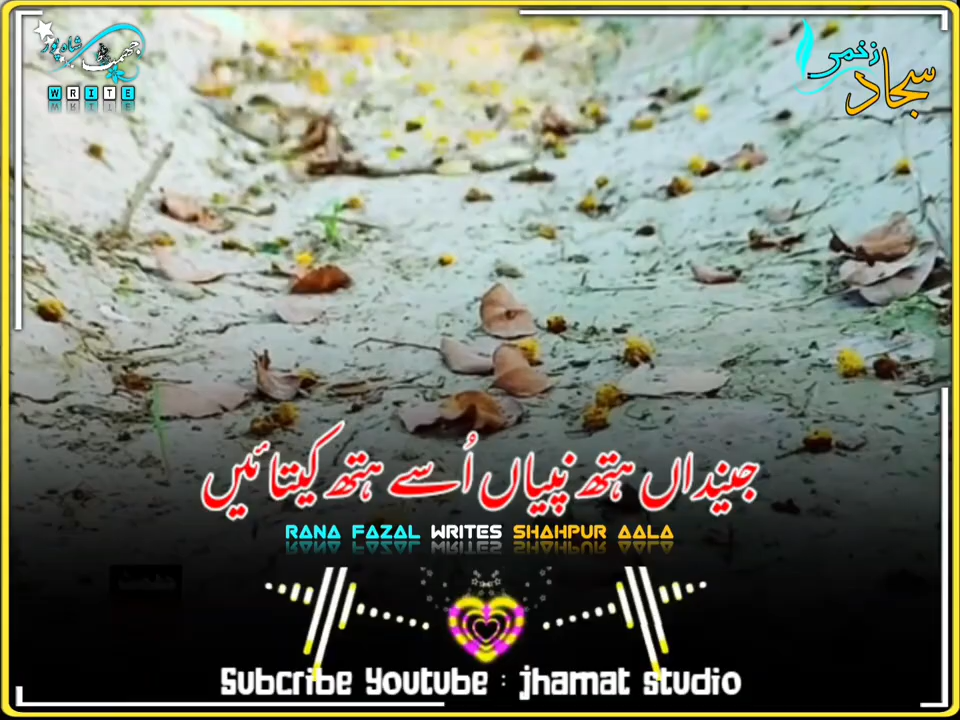 جھمٹ شاہ پور
WRITE
سجاد زخمی
جینداں ہتھ پیاں اُسے ہتھ کیتائیں
RANA FAZAL WRITES SHAHPUR AALA
Subcribe Youtube : jhamat studio